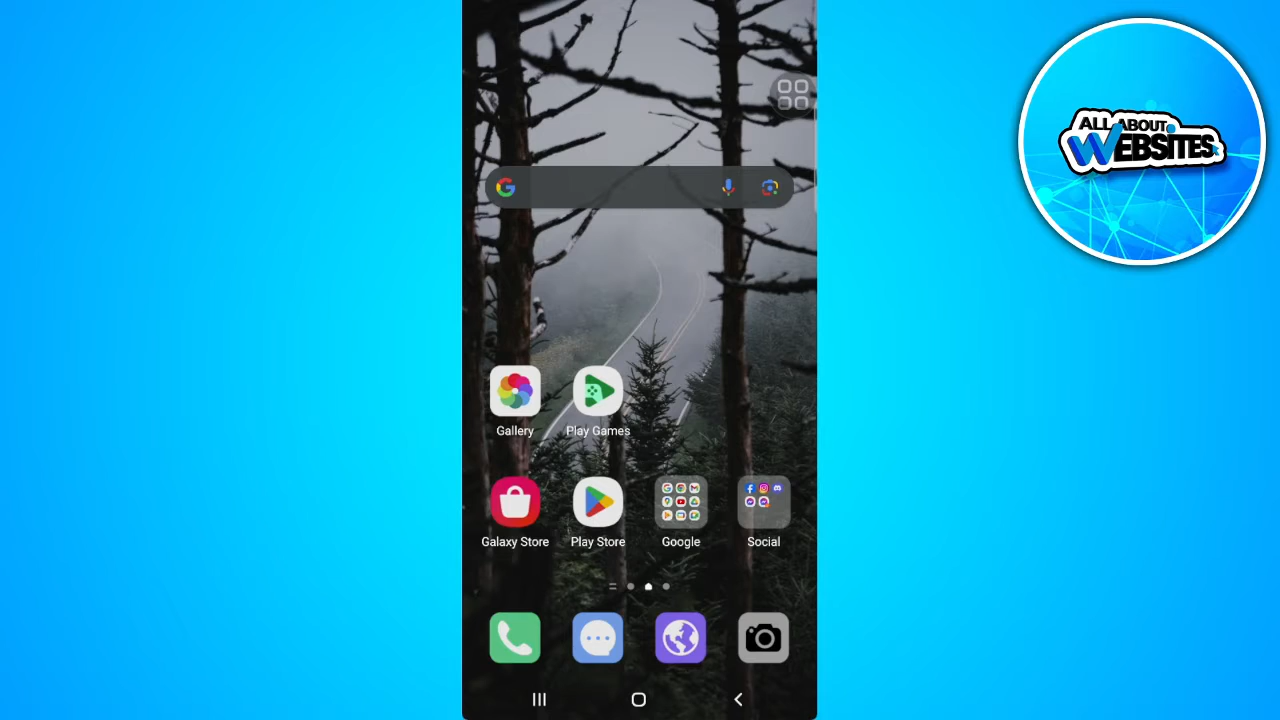 ALL ABOUT
WEBSITES
Gallery
Play Games
Galaxy Store
Play Store
Google
Social